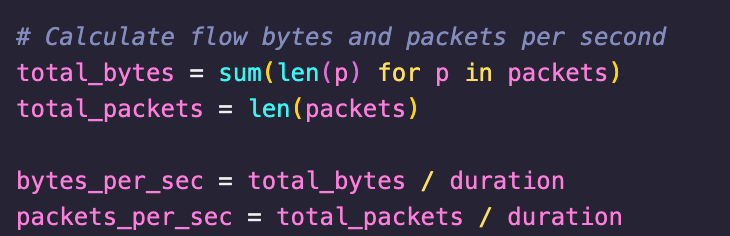 # Calculate flow bytes and packets per second
total_bytes = sum(len(p) for p in packets)
total_packets = len(packets)
bytes_per_sec = total_bytes / duration
packets_per_sec = total_packets / duration